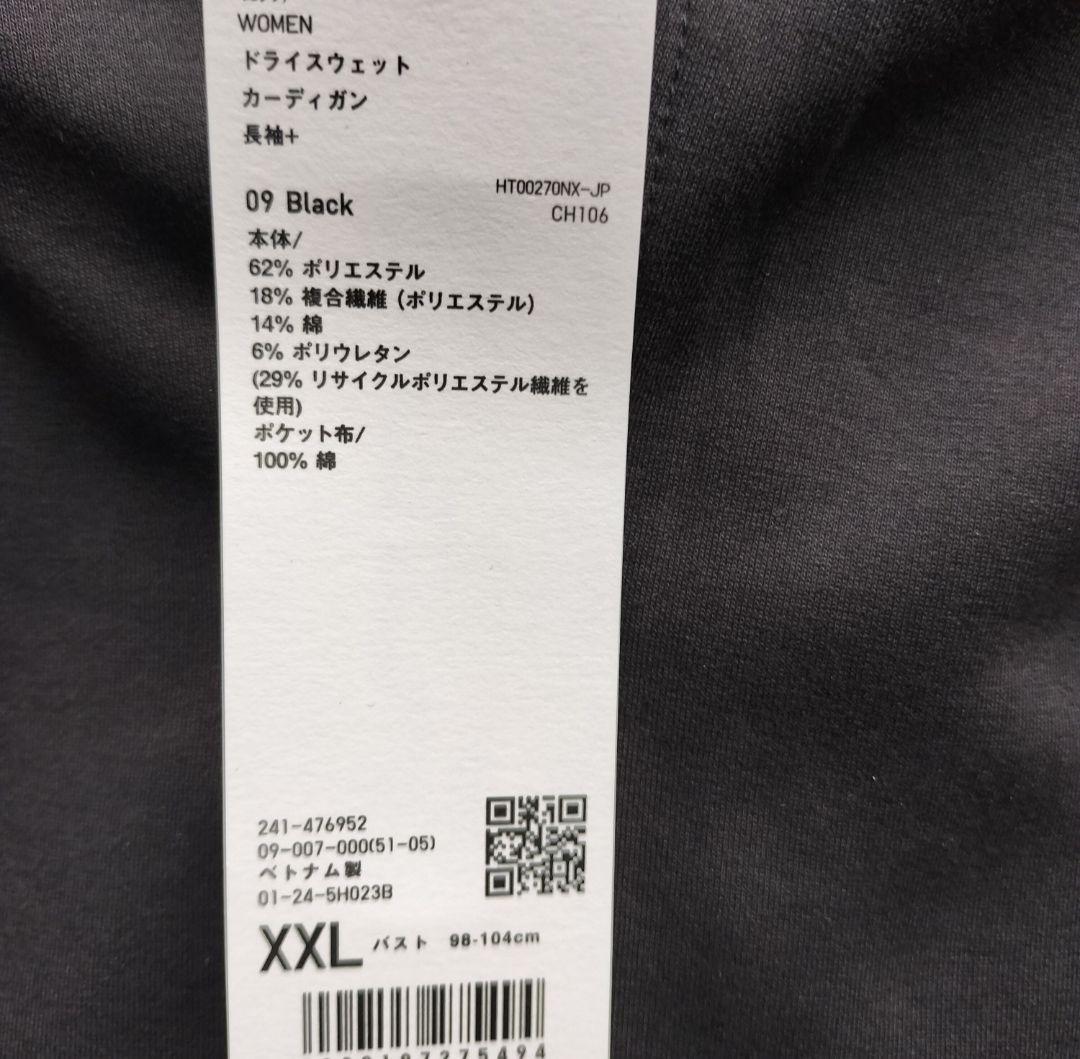 WOMEN
ドライスウェット
カーディガン
長袖+
09 Black
HT00270NX-JP
CH106
本体/
62% ポリエステル
18% 複合繊維 (ポリエステル)
14% 綿
6% ポリウレタン
(29% リサイクルポリエステル繊維を
使用)
ポケット布/
100% 綿
241-476952
09-007-000(51-05)
ベトナム製
01-24-5H023B
XXL バスト 98-104cm